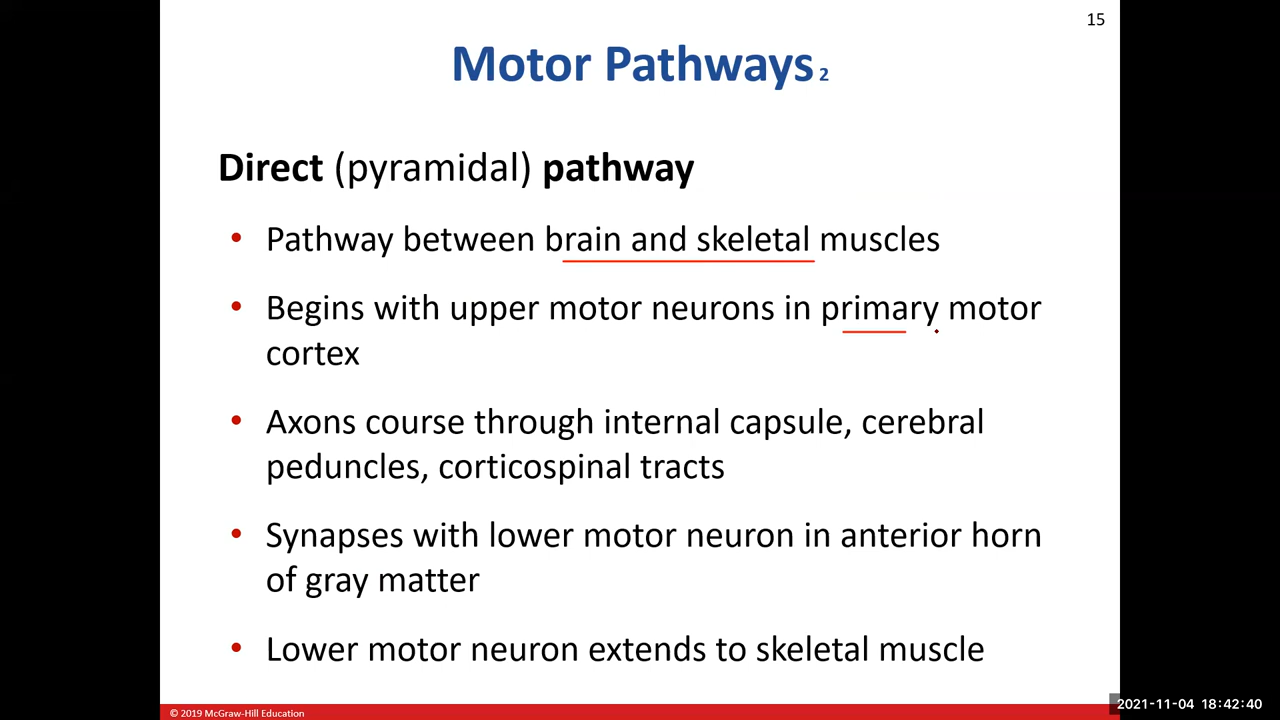 15
Motor Pathways 2
Direct (pyramidal) pathway
• Pathway between brain and skeletal muscles
• Begins with upper motor neurons in primary motor
cortex
• Axons course through internal capsule, cerebral
peduncles, corticospinal tracts
• Synapses with lower motor neuron in anterior horn
of gray matter
• Lower motor neuron extends to skeletal muscle
© 2019 McGraw-Hill Education
2021-11-04 18:42:40